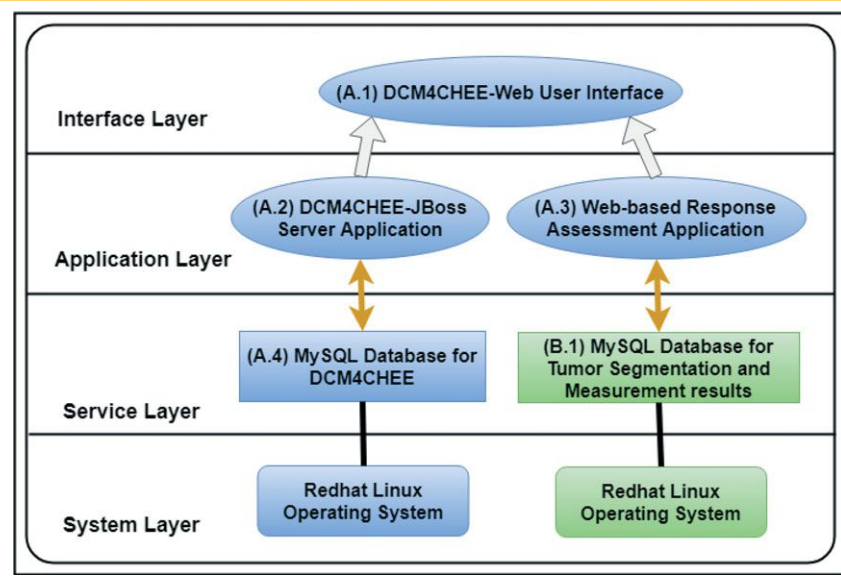 (A.1) DCM4CHEE-Web User Interface
Interface Layer
(A.2) DCM4CHEE-JBoss
Server Application
(A.3) Web-based Response
Assessment Application
Application Layer
(A.4) MySQL Database for
DCM4CHEE
(B.1) MySQL Database for
Tumor Segmentation and
Measurement results
Service Layer
Redhat Linux
Operating System
Redhat Linux
Operating System
System Layer